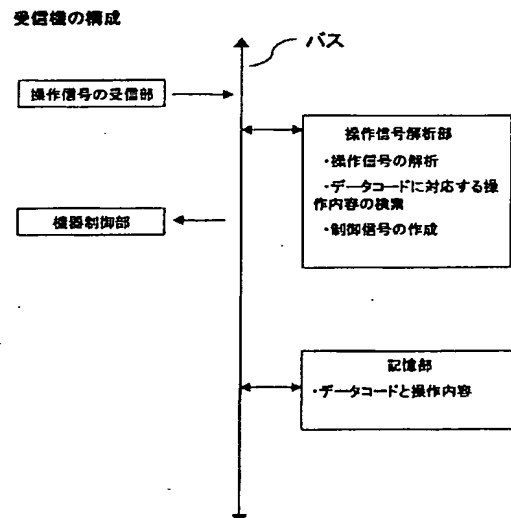 受信機の構成
バス
操作信号の受信部
操作信号解析部
・操作信号の解析
・データコードに対応する操
作内容の検索
・制御信号の作成
機器制御部
記憶部
・データコードと操作内容